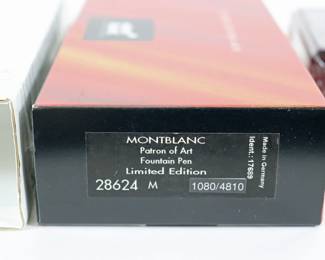 MONTBLANC
Patron of Art
Fountain Pen
Limited Edition
28624 M
1080/4810
Made in Germany
Ident.: 17689